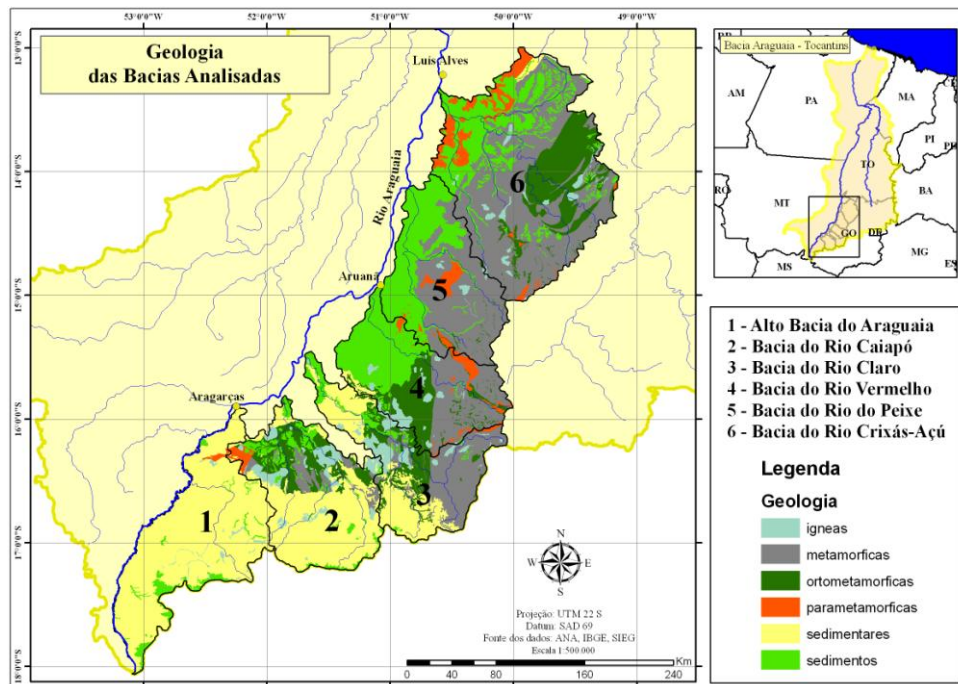 53°0'0"W
52°0'0"W
51°0'0"W
50°0'0"W
49°0'0"W
Geologia
das Bacias Analisadas
13°0'0"S
14°0'0"S
15°0'0"S
16°0'0"S
17°0'0"S
18°0'0"S
Luis Alves
Rio Araguaia
Aruanã
Aragarças
6
5
4
3
2
1
N
W E
S
Projeção: UTM 22 S
Datum: SAD 69
Fonte dos dados: ANA, IBGE, SIEG
Escala 1:500.000
Km
0 40 80 160 240
Bacia Araguaia - Tocantins
AM
PA
MA
PI
TO
BA
RO
MT
GO
DF
MS
MG
ES
1 - Alto Bacia do Araguaia
2 - Bacia do Rio Caiapó
3 - Bacia do Rio Claro
4 - Bacia do Rio Vermelho
5 - Bacia do Rio do Peixe
6 - Bacia do Rio Crixás-Açú
Legenda
Geologia
igneas
metamorficas
ortometamorficas
parametamorficas
sedimentares
sedimentos